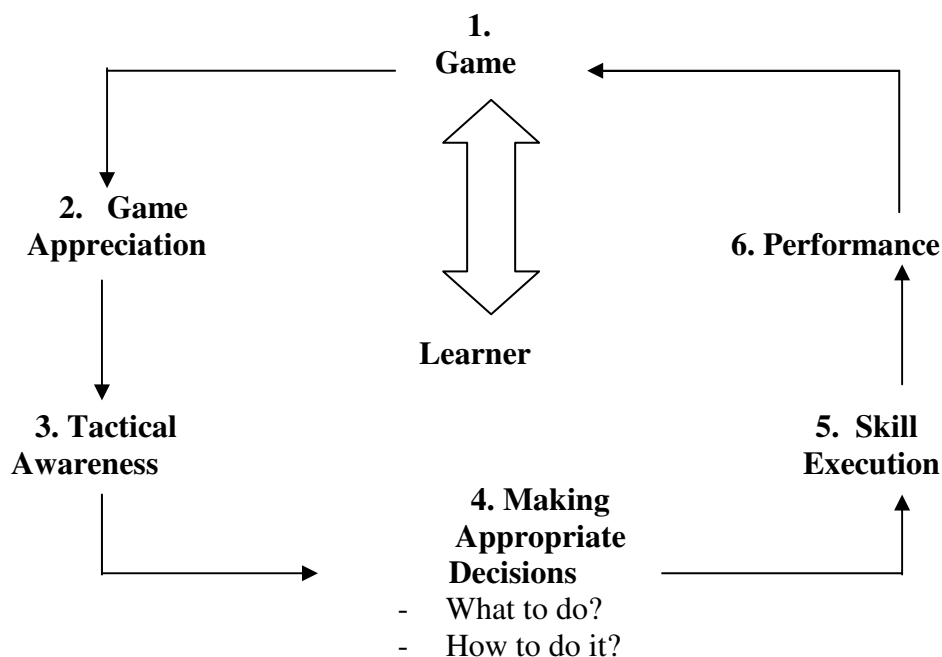 1.
Game
2. Game
Appreciation
6. Performance
Learner
3. Tactical
Awareness
5. Skill
Execution
4. Making
Appropriate
Decisions
- What to do?
- How to do it?